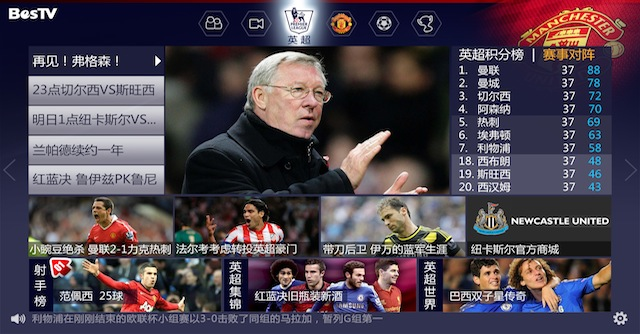 BesTV
PREMIER LEAGUE
英超
MANCHESTER
再见！弗格森！
23点切尔西VS斯旺西
明日1点纽卡斯尔VS...
兰帕德续约一年
红蓝决 鲁伊兹PK鲁尼
英超积分榜 | 赛事对阵
1. 曼联 37 88
2. 曼城 37 78
3. 切尔西 37 72
4. 阿森纳 37 70
5. 热刺 37 69
6. 埃弗顿 37 63
7. 利物浦 37 58
18. 西布朗 37 48
19. 斯旺西 37 46
20. 西汉姆 37 43
小豌豆绝杀 曼联2-1力克热刺
法尔考考虑转投英超豪门
带刀后卫 伊万的蓝军生涯
NEWCASTLE UNITED
纽卡斯尔官方商城
射手榜
范佩西 25球
英超集锦
红蓝决旧瓶装新酒
英超世界
巴西双子星传奇
利物浦在刚刚结束的欧联杯小组赛以3-0击败了同组的马拉加，暂列G组第一